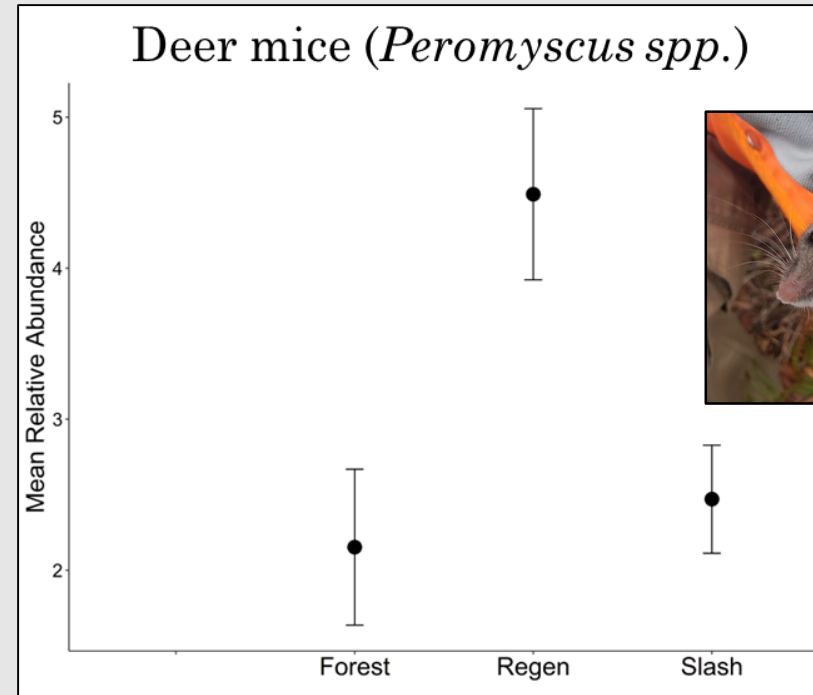 Deer mice (Peromyscus spp.)
Mean Relative Abundance
5
4
3
2
Forest Regen Slash